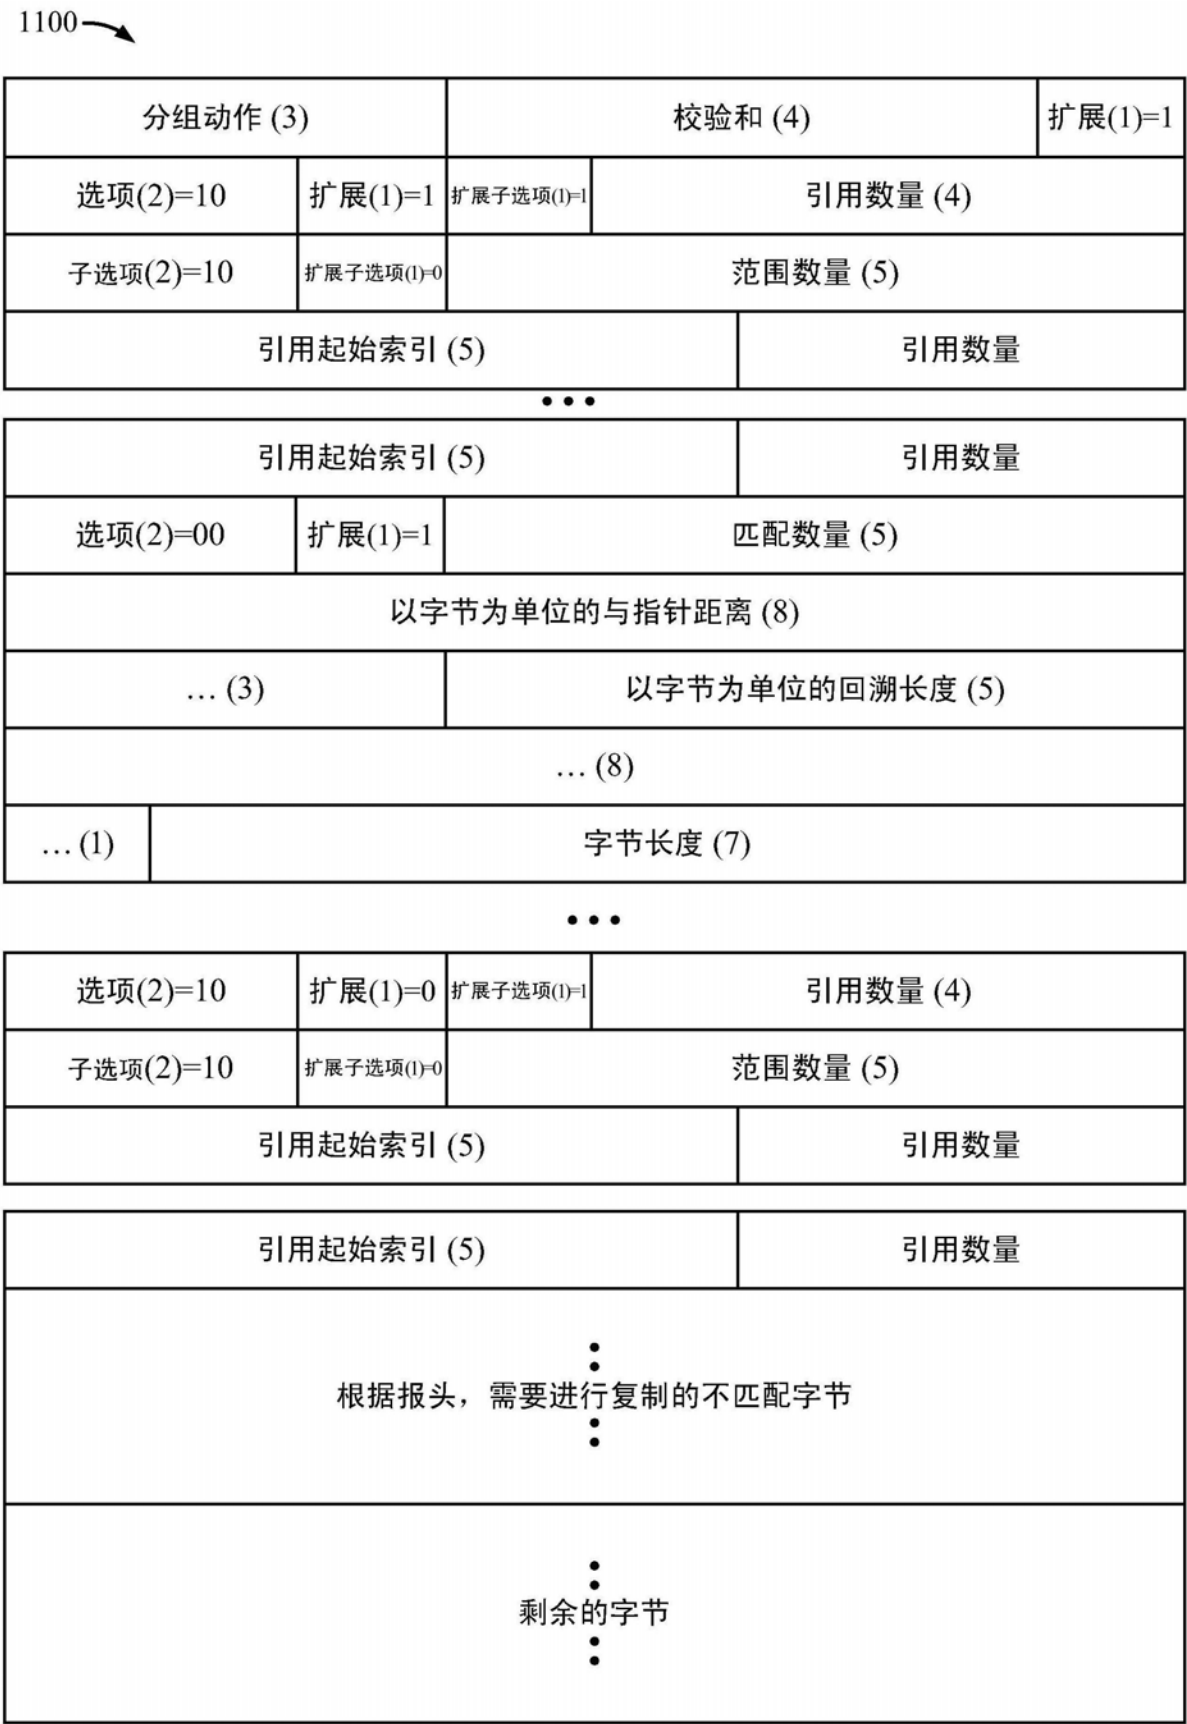 1100
分组动作 (3) 校验和 (4) 扩展(1)=1
选项(2)=10 扩展(1)=1 扩展子选项(1)=1 引用数量 (4)
子选项(2)=10 扩展子选项(1)=0 范围数量 (5)
引用起始索引 (5) 引用数量
•••
引用起始索引 (5) 引用数量
选项(2)=00 扩展(1)=1 匹配数量 (5)
以字节为单位的与指针距离 (8)
… (3) 以字节为单位的回溯长度 (5)
… (8)
… (1) 字节长度 (7)
•••
选项(2)=10 扩展(1)=0 扩展子选项(1)=1 引用数量 (4)
子选项(2)=10 扩展子选项(1)=0 范围数量 (5)
引用起始索引 (5) 引用数量
引用起始索引 (5) 引用数量
根据报头，需要进行复制的不匹配字节
剩余的字节